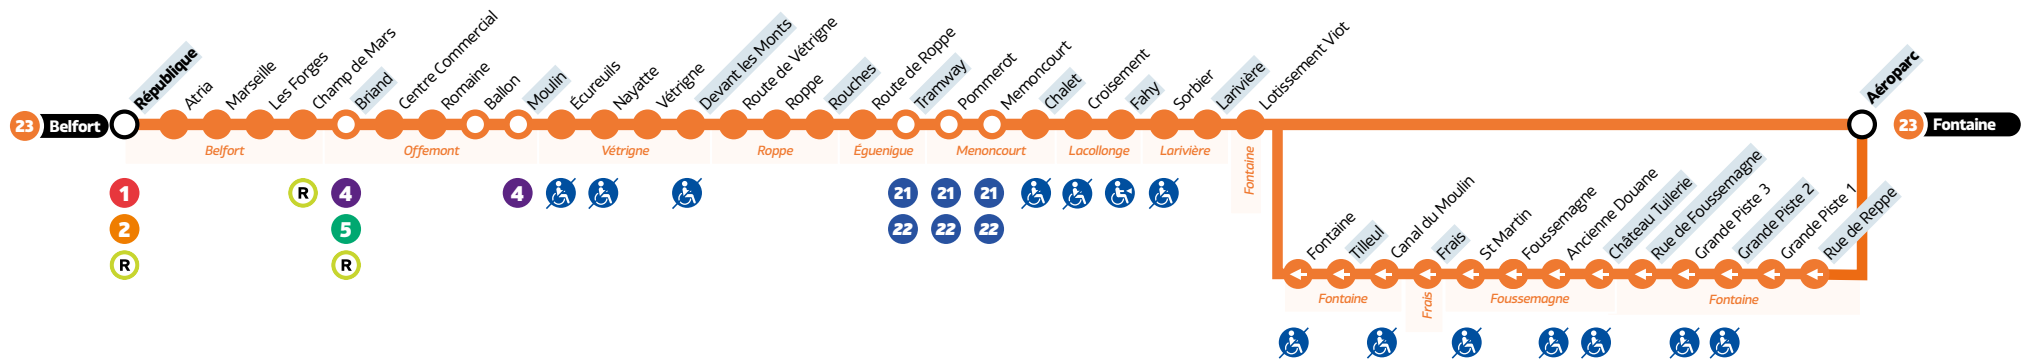 23 Belfort
République
Atria
Marseille
Les Forges
Champ de Mars
Briand
Centre Commercial
Romaine
Ballon
Moulin
Écureuils
Nayette
Vétrigne
Devant les Monts
Route de Vétrigne
Roppe
Rouches
Route de Roppe
Tramway
Pommerot
Menoncourt
Chalet
Croisement
Fahy
Sorbier
Larivière
Lotissement Viot
Aéroparc
23 Fontaine
Belfort
Offemont
Vétrigne
Roppe
Éguenigue
Menoncourt
Lacollonge
Larivière
Fontaine
1
2
R
R
4
5
R
4
21
22
21
22
21
22
Fontaine
Tilleul
Canal du Moulin
Frais
St Martin
Foussemagne
Ancienne Douane
Château Tuilerie
Rue de Foussemagne
Grande Piste 3
Grande Piste 2
Grande Piste 1
Rue de Reppe
Fontaine
Frais
Foussemagne
Fontaine